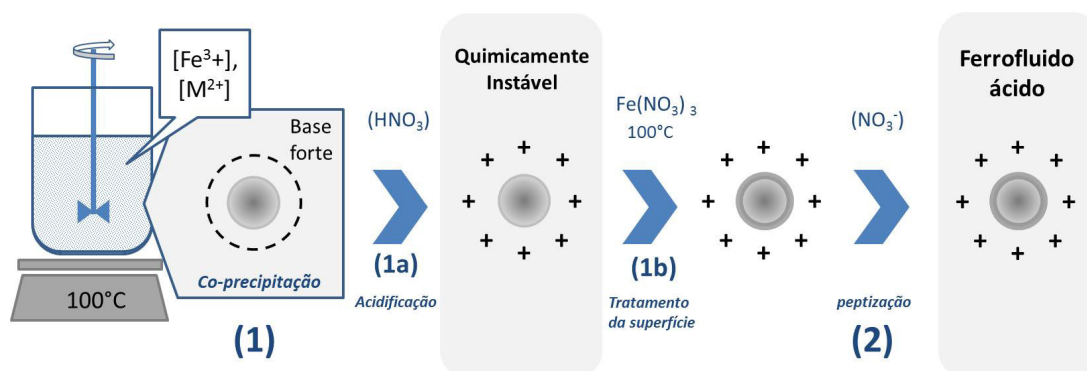 [Fe³+],
[M²⁺]
Base
forte
Co-precipitação
100°C
(1)
(HNO₃)
(1a)
Acidificação
Quimicamente
Instável
+ + + + + + + +
Fe(NO₃)₃
100°C
(1b)
Tratamento
da superfície
+ + + + + + + +
(NO₃⁻)
peptização
(2)
Ferrofluido
ácido
+ + + + + + + +